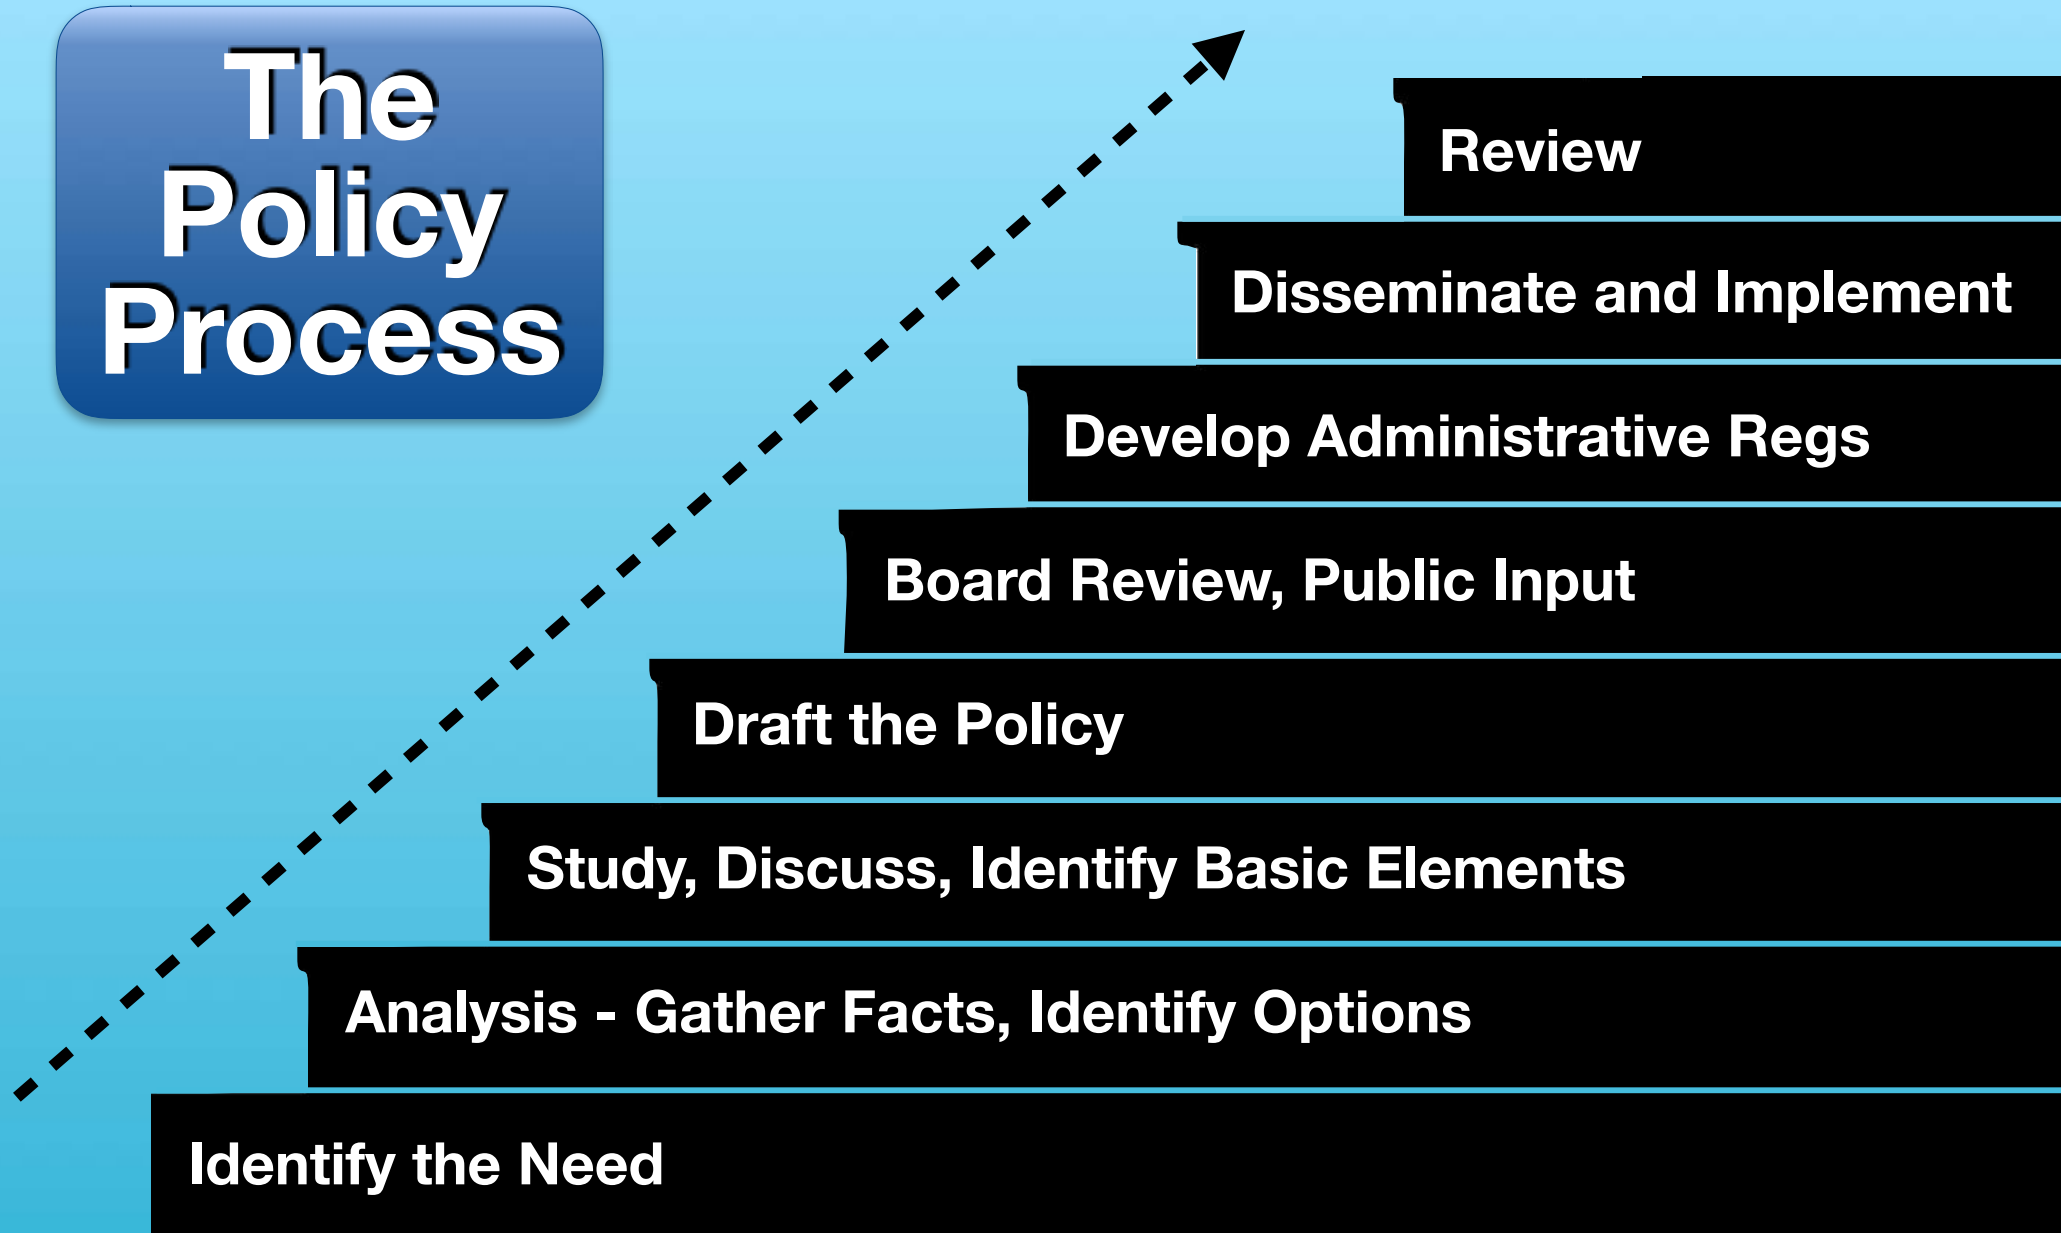 The
Policy
Process
Review
Disseminate and Implement
Develop Administrative Regs
Board Review, Public Input
Draft the Policy
Study, Discuss, Identify Basic Elements
Analysis - Gather Facts, Identify Options
Identify the Need